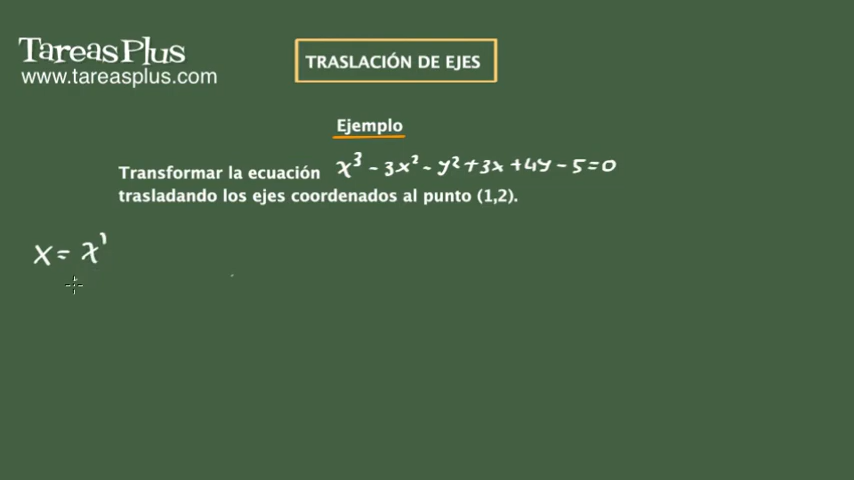 TareasPlus
www.tareasplus.com
TRASLACIÓN DE EJES
Ejemplo
Transformar la ecuación x³ - 3x² - y² + 3x + 4y - 5 = 0
trasladando los ejes coordenados al punto (1,2).
x = x'